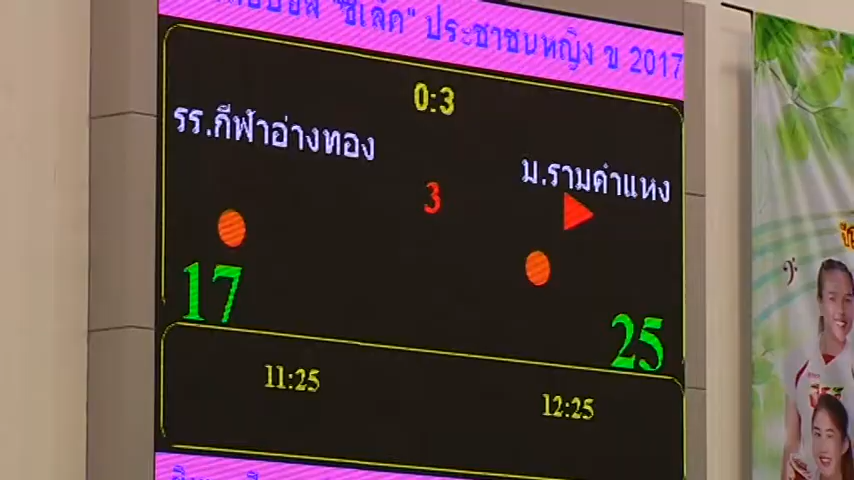 "ซีเล็ค" ประชาชนหญิง ข 2017
0:3
รร.กีฬาอ่างทอง
ม.รามคำแหง
3
17
25
11:25
12:25